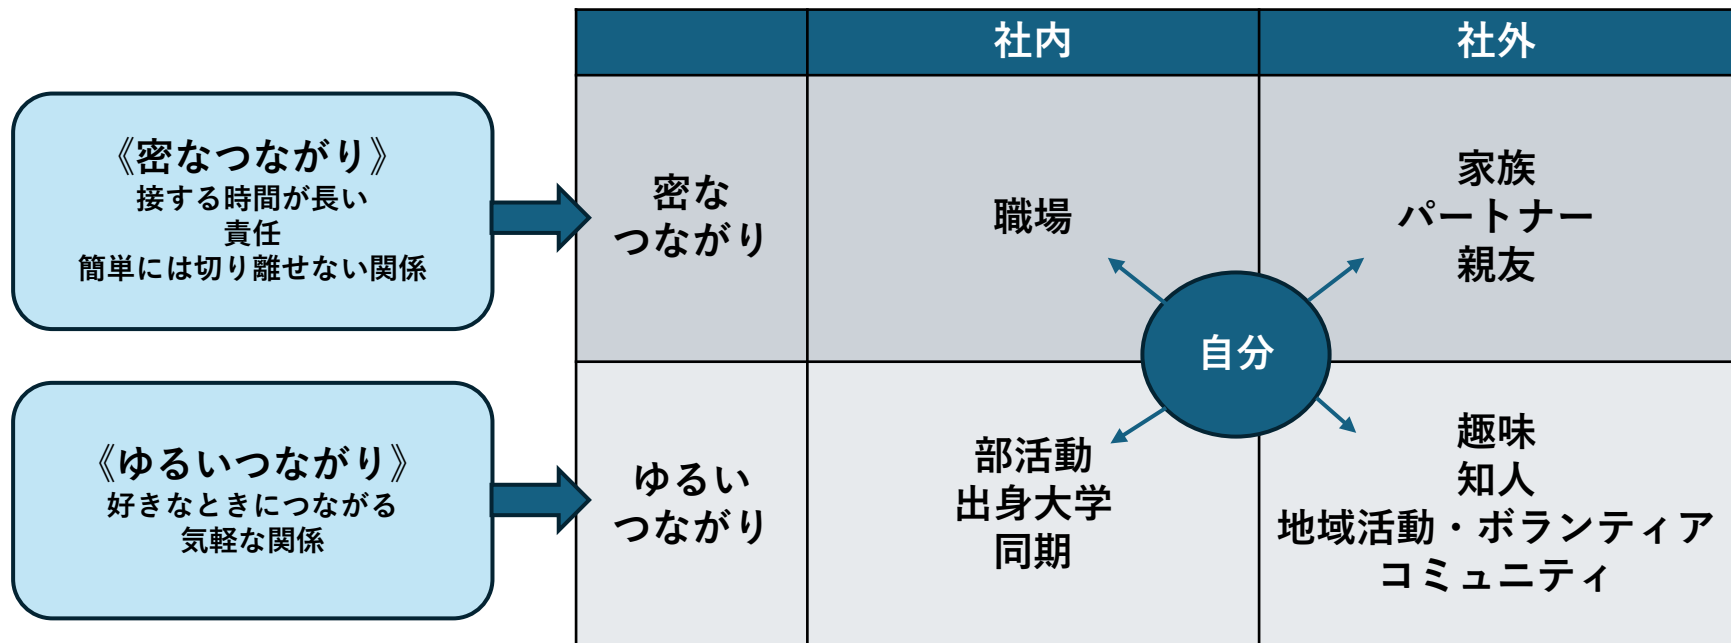 社内
社外
《密なつながり》
接する時間が長い
責任
簡単には切り離せない関係
密な
つながり
職場
家族
パートナー
親友
自分
《ゆるいつながり》
好きなときにつながる
気軽な関係
ゆるい
つながり
部活動
出身大学
同期
趣味
知人
地域活動・ボランティア
コミュニティ